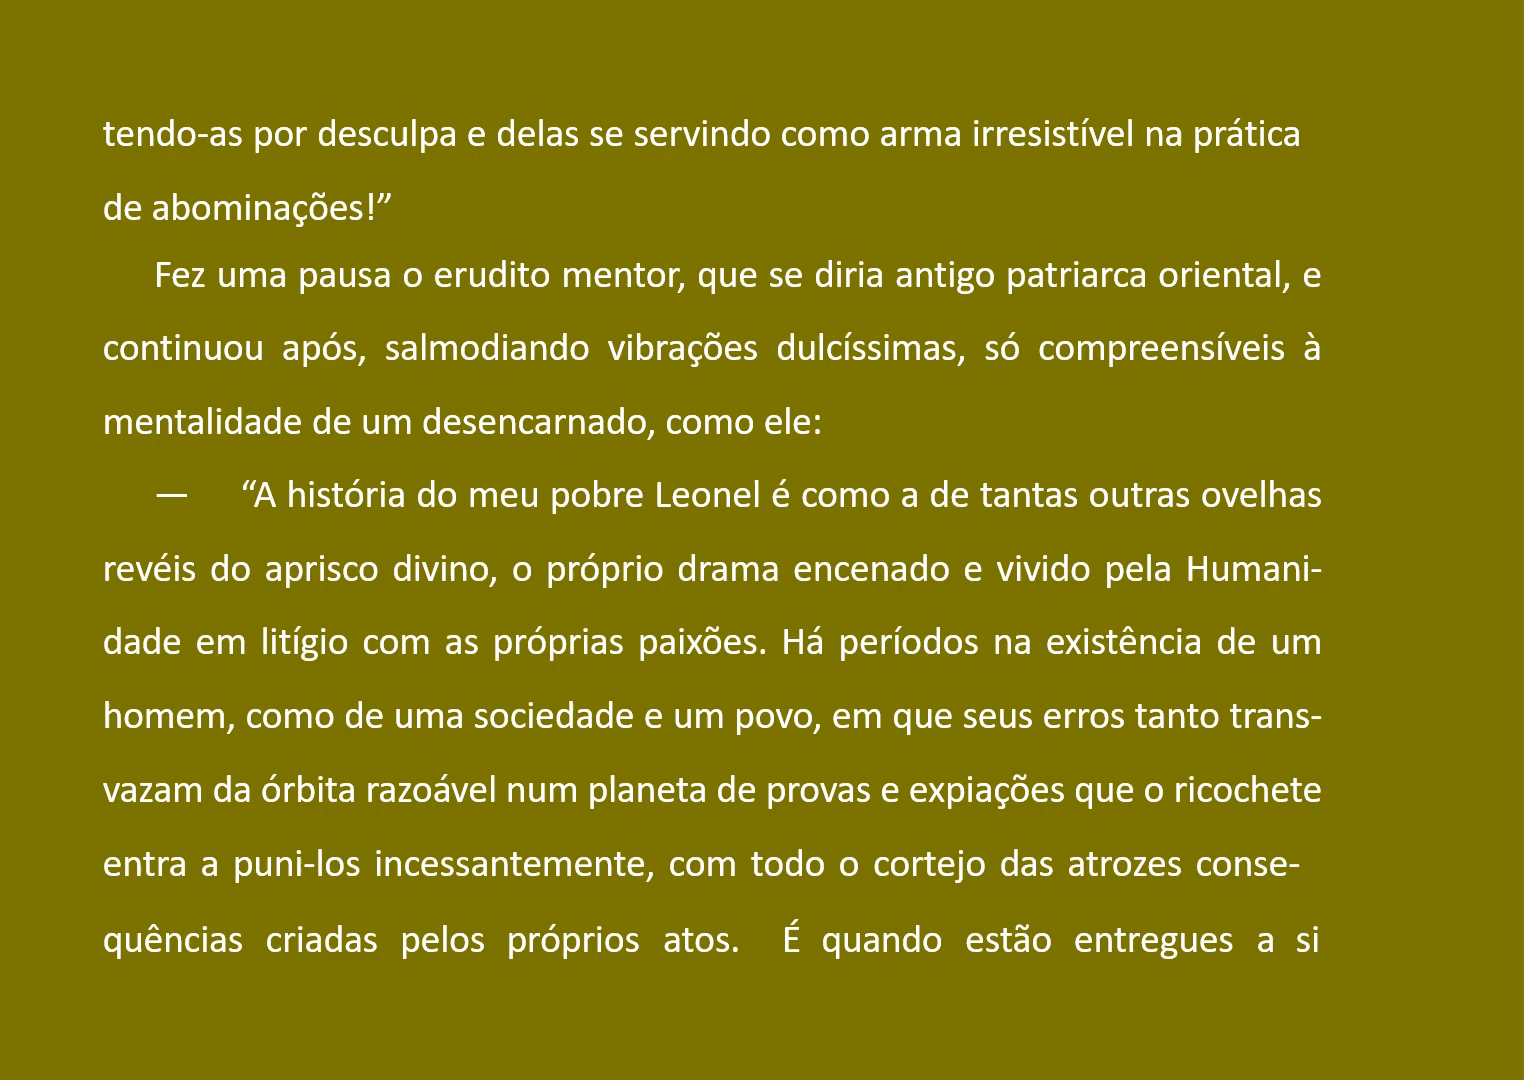 tendo-as por desculpa e delas se servindo como arma irresistível na prática
de abominações!”
Fez uma pausa o erudito mentor, que se diria antigo patriarca oriental, e
continuou após, salmodiando vibrações dulcíssimas, só compreensíveis à
mentalidade de um desencarnado, como ele:
— “A história do meu pobre Leonel é como a de tantas outras ovelhas
revéis do aprisco divino, o próprio drama encenado e vivido pela Humani-
dade em litígio com as próprias paixões. Há períodos na existência de um
homem, como de uma sociedade e um povo, em que seus erros tanto trans-
vazam da órbita razoável num planeta de provas e expiações que o ricochete
entra a puni-los incessantemente, com todo o cortejo das atrozes conse-
quências criadas pelos próprios atos. É quando estão entregues a si